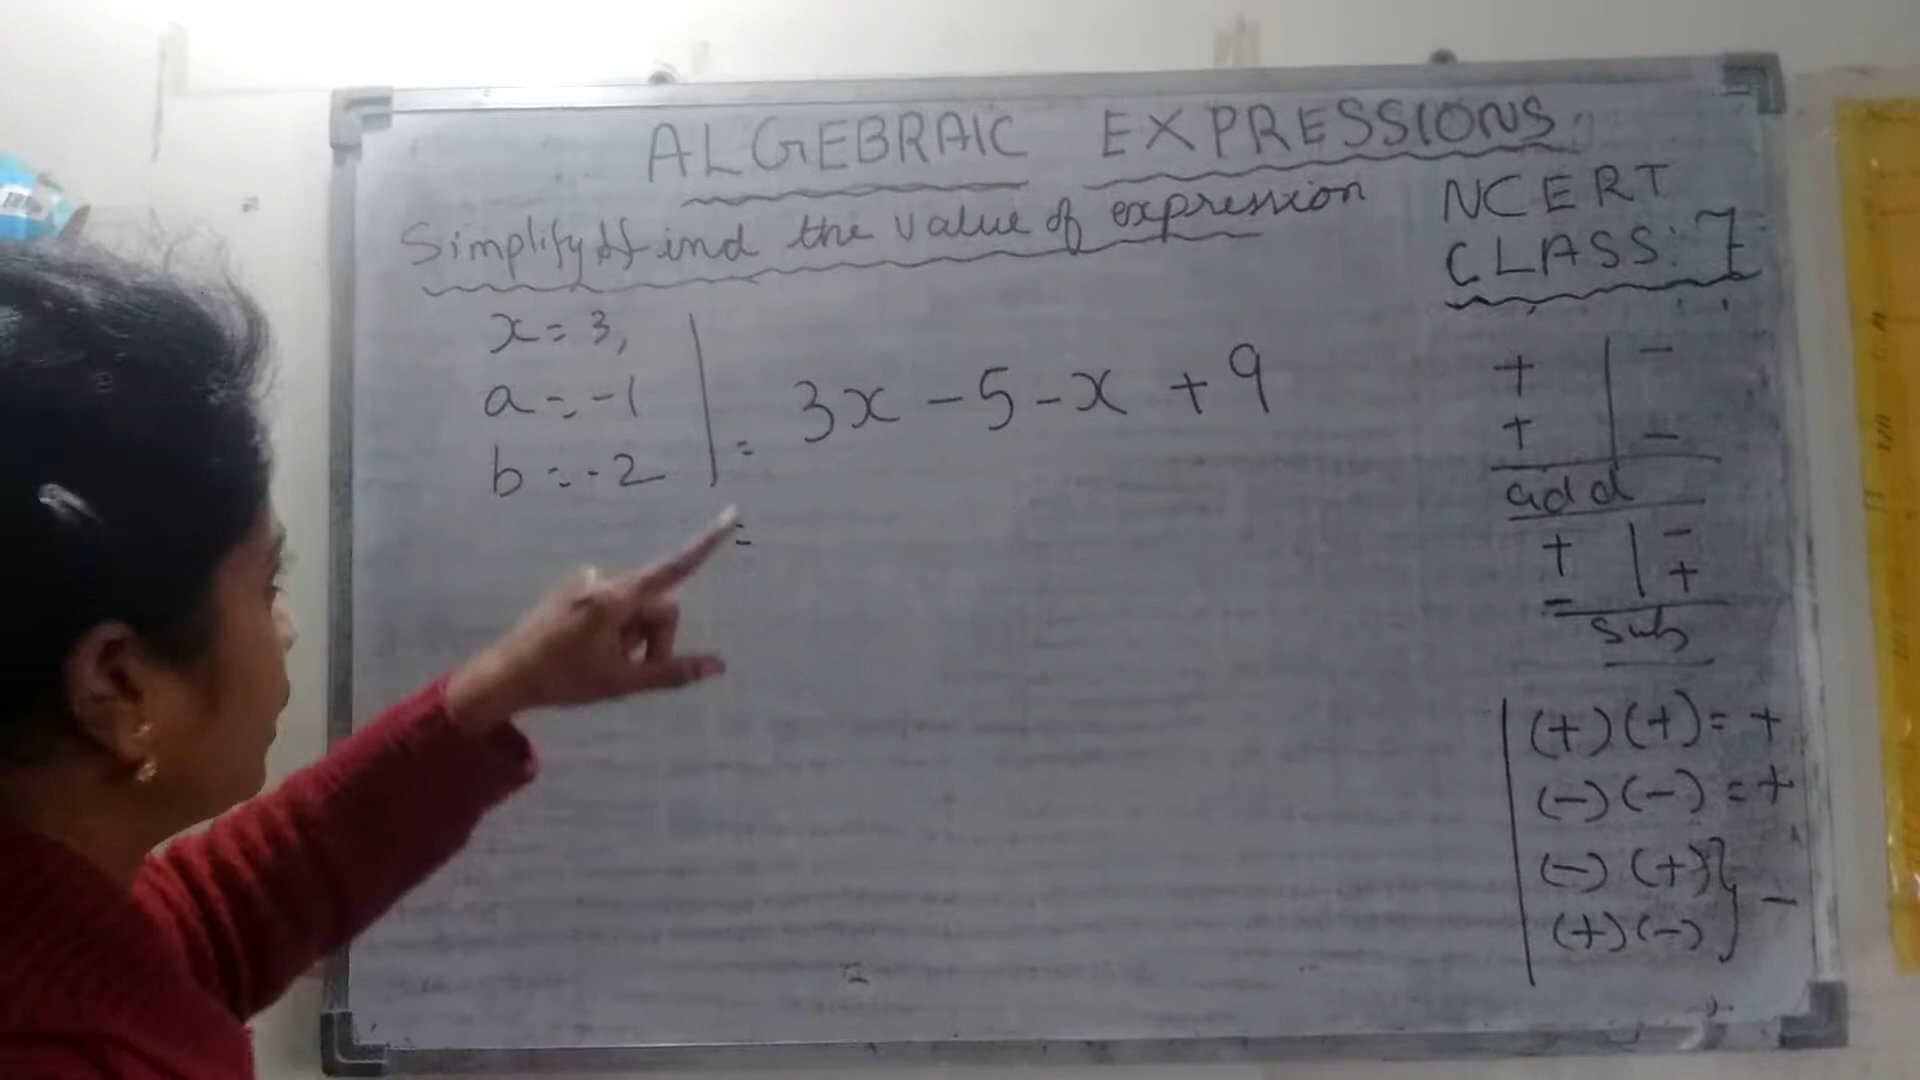 ALGEBRAIC EXPRESSIONS
Simplify & find the value of expression
NCERT
CLASS: 7
x = 3,
a = -1
b = -2
= 3x - 5 - x + 9
=
+ | -
+ | -
add
+ | -
- | +
sub
(+) (+) = +
(-) (-) = +
(-) (+) } -
(+) (-)